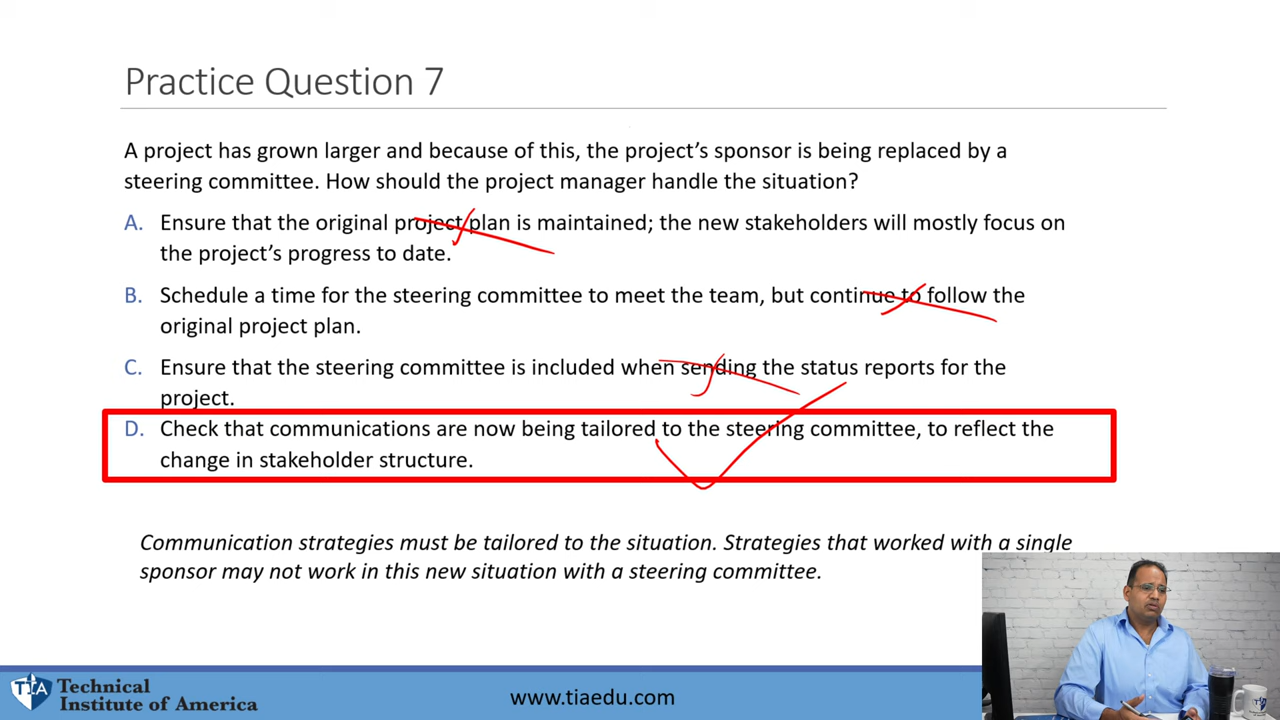 Practice Question 7
A project has grown larger and because of this, the project's sponsor is being replaced by a
steering committee. How should the project manager handle the situation?
A. Ensure that the original project plan is maintained; the new stakeholders will mostly focus on
the project's progress to date.
B. Schedule a time for the steering committee to meet the team, but continue to follow the
original project plan.
C. Ensure that the steering committee is included when sending the status reports for the
project.
D. Check that communications are now being tailored to the steering committee, to reflect the
change in stakeholder structure.
Communication strategies must be tailored to the situation. Strategies that worked with a single
sponsor may not work in this new situation with a steering committee.
TIA
Technical
Institute of America
www.tiaedu.com